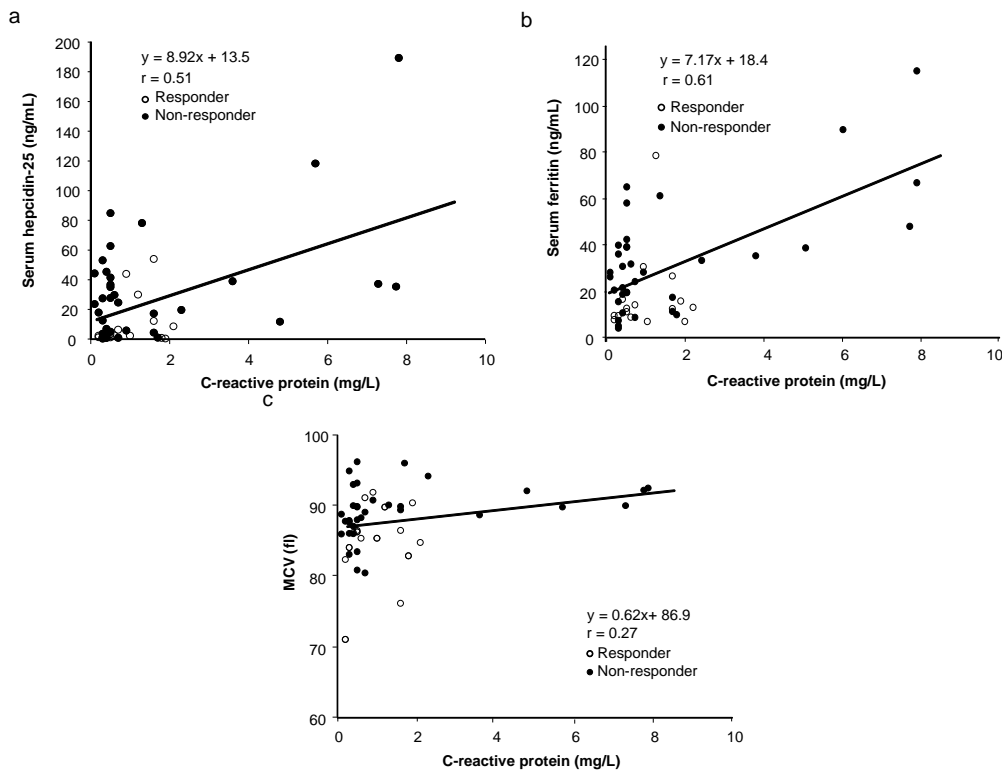 a
200
180
160
140
120
100
80
60
40
20
0
Serum hepcidin-25 (ng/mL)
y = 8.92x + 13.5
r = 0.51
Responder
Non-responder
0 2 4 6 8 10
C-reactive protein (mg/L)
b
120
100
80
60
40
20
0
Serum ferritin (ng/mL)
y = 7.17x + 18.4
r = 0.61
Responder
Non-responder
0 2 4 6 8 10
C-reactive protein (mg/L)
c
100
90
80
70
60
MCV (fl)
y = 0.62x+ 86.9
r = 0.27
Responder
Non-responder
0 2 4 6 8 10
C-reactive protein (mg/L)